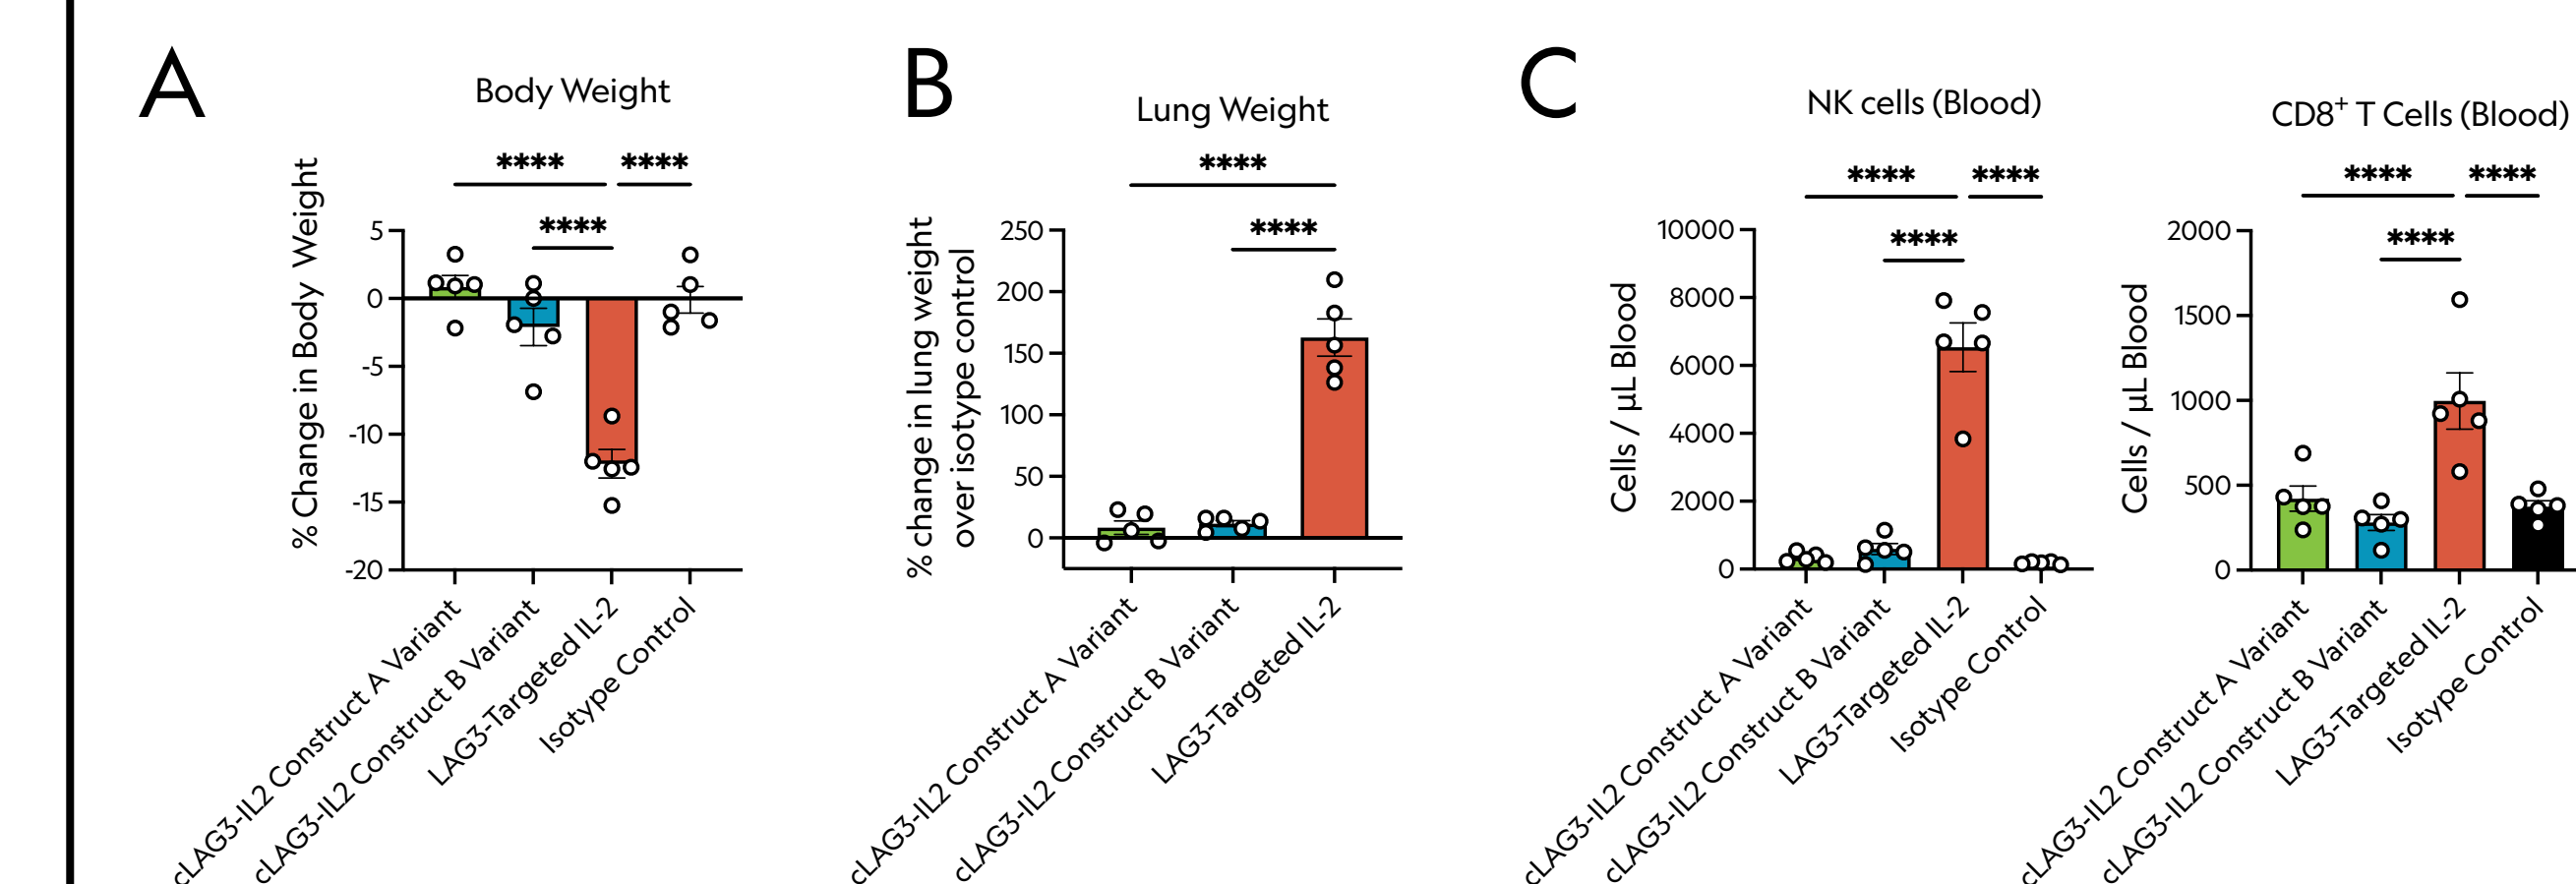 A
Body Weight
**** ****
****
% Change in Body Weight
5
0
-5
-10
-15
-20
cLAG3-IL2 Construct A Variant
cLAG3-IL2 Construct B Variant
LAG3-Targeted IL-2
Isotype Control
B
Lung Weight
****
****
% change in lung weight
over isotype control
250
200
150
100
50
0
cLAG3-IL2 Construct A Variant
cLAG3-IL2 Construct B Variant
LAG3-Targeted IL-2
C
NK cells (Blood)
**** ****
****
Cells / µL Blood
10000
8000
6000
4000
2000
0
cLAG3-IL2 Construct A Variant
cLAG3-IL2 Construct B Variant
LAG3-Targeted IL-2
Isotype Control
CD8⁺ T Cells (Blood)
**** ****
****
Cells / µL Blood
2000
1500
1000
500
0
cLAG3-IL2 Construct A Variant
cLAG3-IL2 Construct B Variant
LAG3-Targeted IL-2
Isotype Control